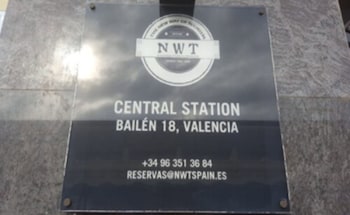 NWT
CENTRAL STATION
BAILÉN 18, VALENCIA
+34 96 351 36 84
RESERVAS@NWTSPAIN.ES